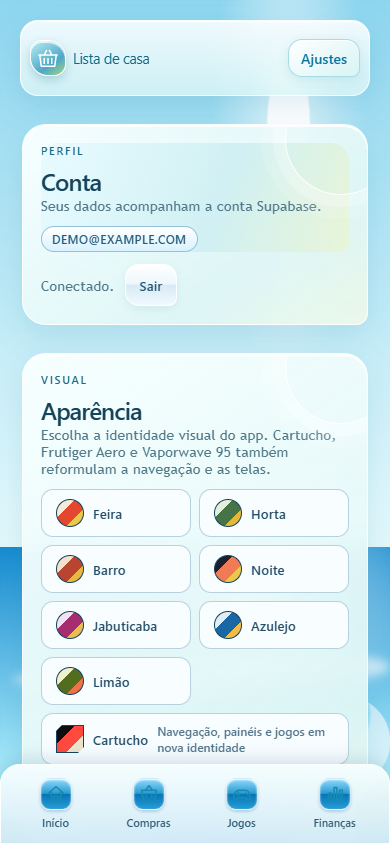 Lista de casa
Ajustes
PERFIL
Conta
Seus dados acompanham a conta Supabase.
DEMO@EXAMPLE.COM
Conectado.
Sair
VISUAL
Aparência
Escolha a identidade visual do app. Cartucho,
Frutiger Aero e Vaporwave 95 também
reformulam a navegação e as telas.
Feira
Horta
Barro
Noite
Jabuticaba
Azulejo
Limão
Cartucho
Navegação, painéis e jogos em
nova identidade
Início
Compras
Jogos
Finanças